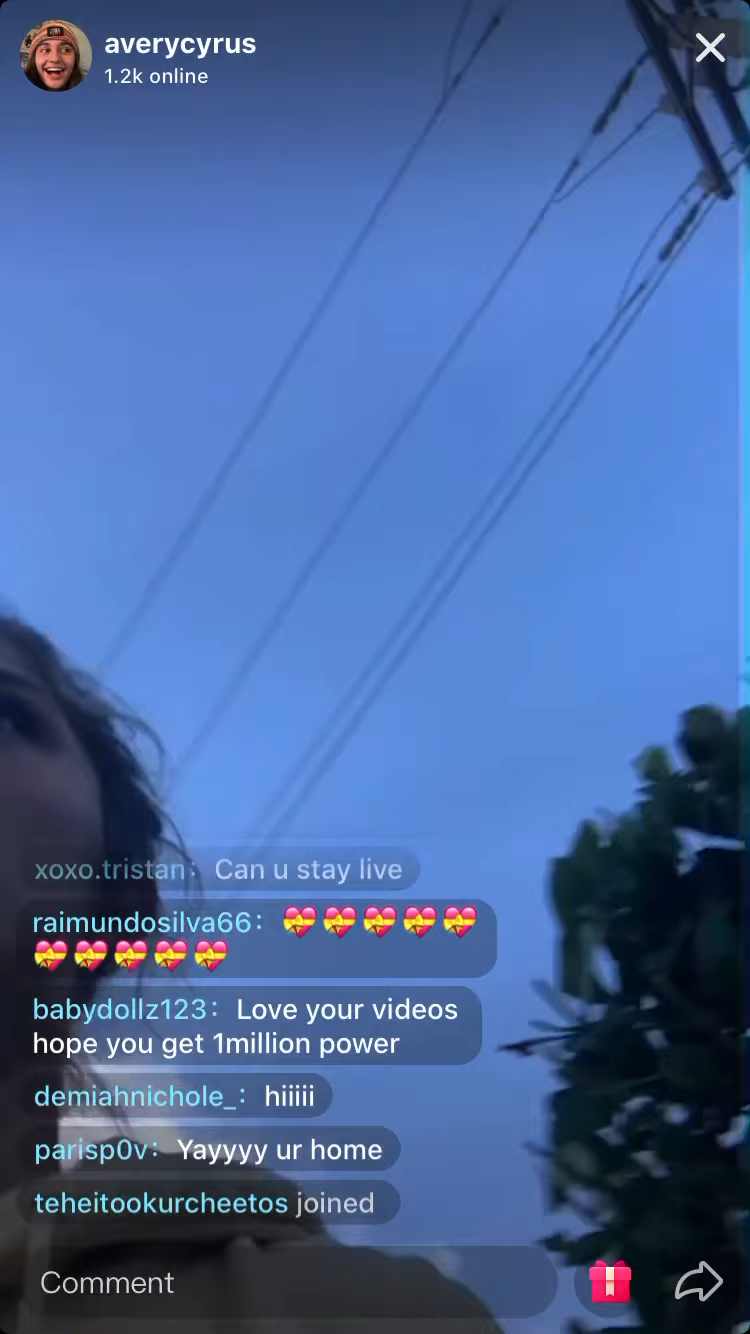 averycyrus
1.2k online
xoxo.tristan: Can u stay live
raimundosilva66: 💝💝💝💝💝
💝💝💝💝💝
babydollz123: Love your videos
hope you get 1million power
demiahnichole_: hiiiii
parisp0v: Yayyyy ur home
teheitookurcheetos joined
Comment